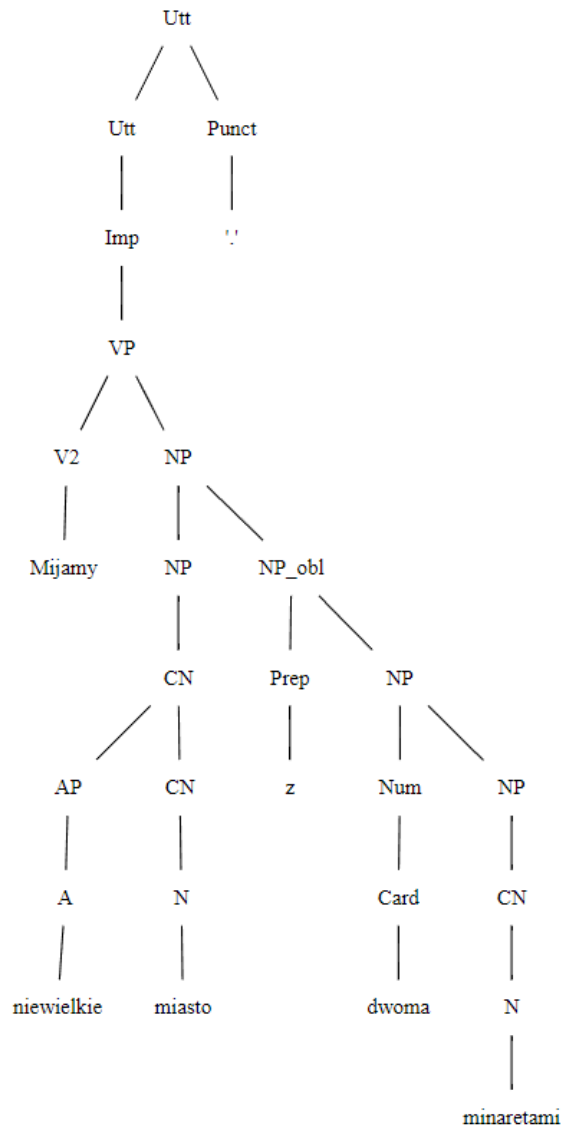 Utt
Utt Punct
Imp '.'
VP
V2 NP
Mijamy NP NP_obl
CN Prep NP
AP CN z Num NP
A N Card CN
niewielkie miasto dwoma N
minaretami